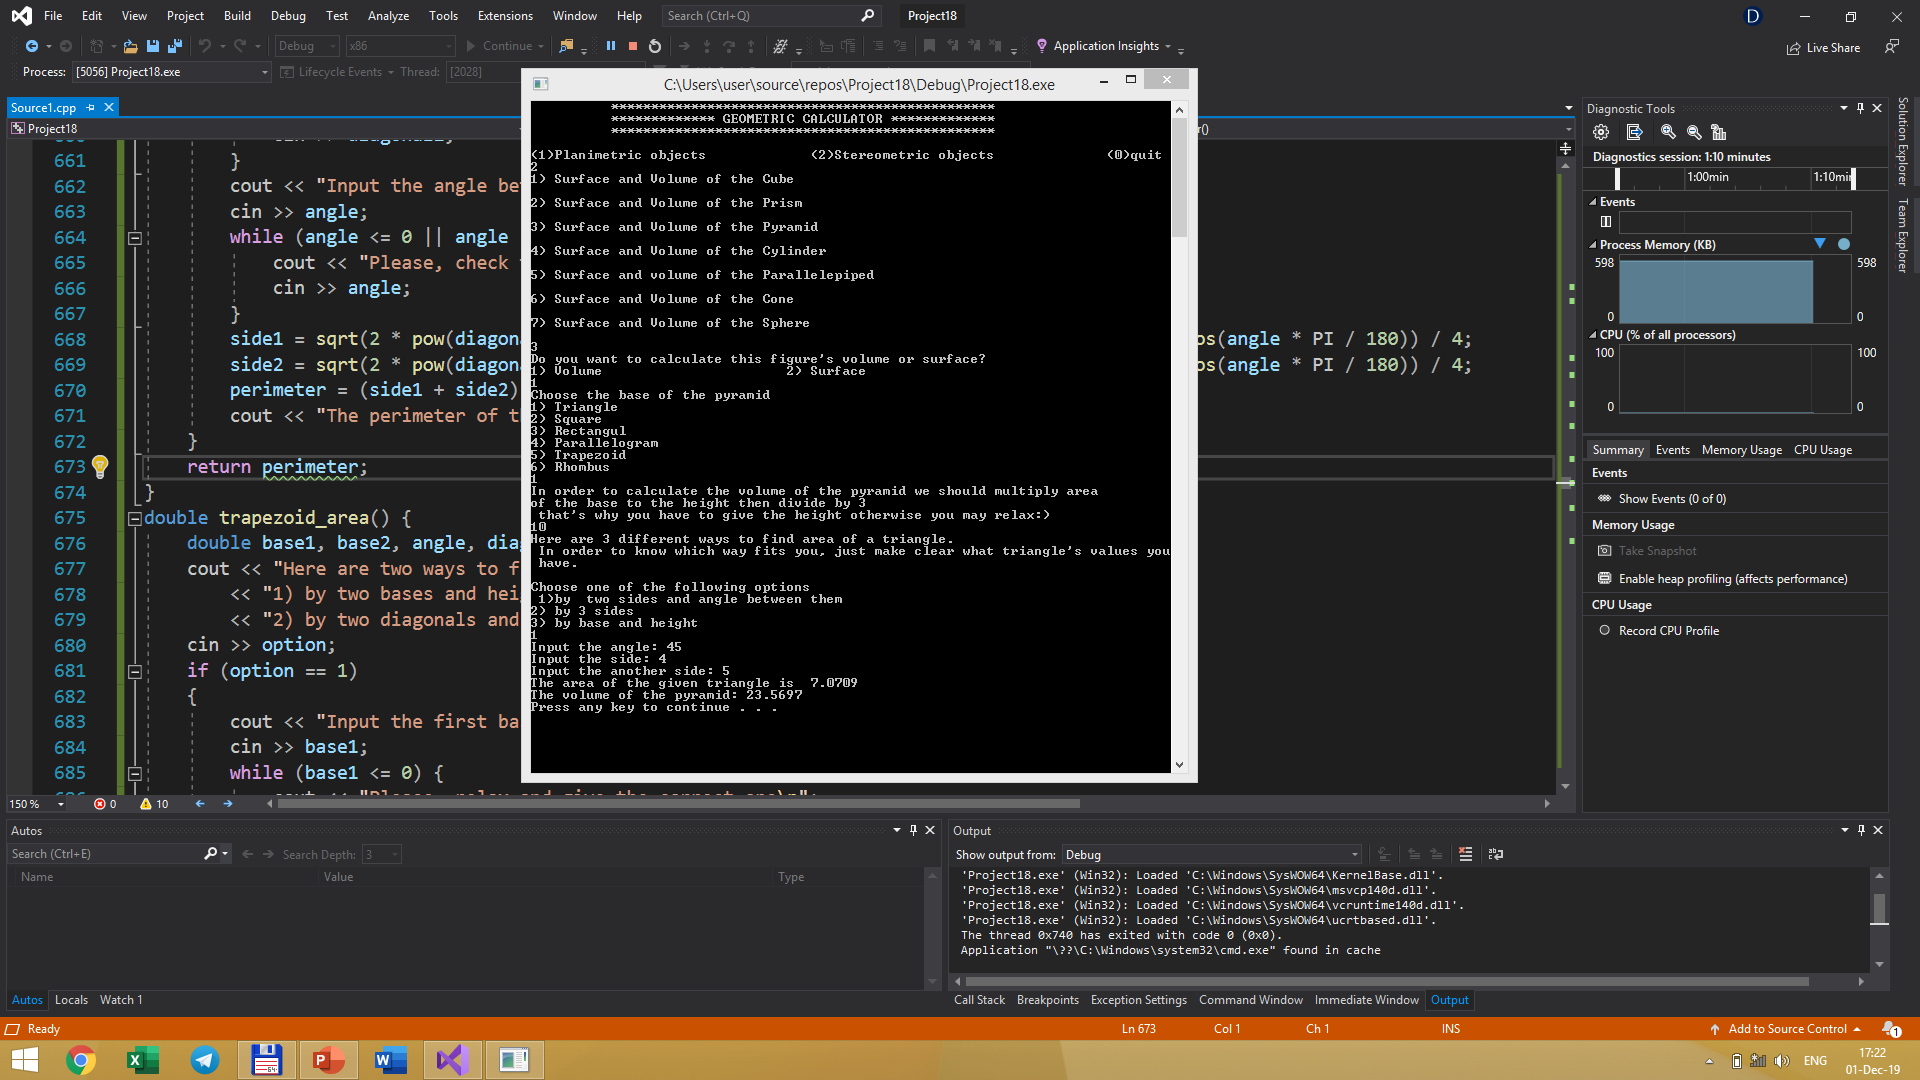 File Edit View Project Build Debug Test Analyze Tools Extensions Window Help Search (Ctrl+Q) Project18 D
Debug x86 Continue Application Insights Live Share
Process: [5056] Project18.exe Lifecycle Events Thread: [2028]
Source1.cpp
Project18
661 }
662 cout << "Input the angle be
663 cin >> angle;
664 while (angle <= 0 || angle
665 cout << "Please, check
666 cin >> angle;
667 }
668 side1 = sqrt(2 * pow(diagon
os(angle * PI / 180)) / 4;
669 side2 = sqrt(2 * pow(diagon
os(angle * PI / 180)) / 4;
670 perimeter = (side1 + side2)
671 cout << "The perimeter of t
672 }
673 return perimeter;
674 }
675 double trapezoid_area() {
676 double base1, base2, angle, dia
677 cout << "Here are two ways to f
678 << "1) by two bases and hei
679 << "2) by two diagonals and
680 cin >> option;
681 if (option == 1)
682 {
683 cout << "Input the first ba
684 cin >> base1;
685 while (base1 <= 0) {
150 % 0 10
C:\Users\user\source\repos\Project18\Debug\Project18.exe
************************************************
************* GEOMETRIC CALCULATOR *************
************************************************
(1)Planimetric objects (2)Stereometric objects (0)quit
2
1) Surface and Volume of the Cube
2) Surface and Volume of the Prism
3) Surface and Volume of the Pyramid
4) Surface and Volume of the Cylinder
5) Surface and volume of the Parallelepiped
6) Surface and Volume of the Cone
7) Surface and Volume of the Sphere
3
Do you want to calculate this figure's volume or surface?
1) Volume 2) Surface
1
Choose the base of the pyramid
1) Triangle
2) Square
3) Rectangul
4) Parallelogram
5) Trapezoid
6) Rhombus
1
In order to calculate the volume of the pyramid we should multiply area
of the base to the height then divide by 3
that's why you have to give the height otherwise you may relax:)
10
Here are 3 different ways to find area of a triangle.
In order to know which way fits you, just make clear what triangle's values you
have.
Choose one of the following options
1)by two sides and angle between them
2) by 3 sides
3) by base and height
1
Input the angle: 45
Input the side: 4
Input the another side: 5
The area of the given triangle is 7.0709
The volume of the pyramid: 23.5697
Press any key to continue . . .
Diagnostic Tools
Diagnostics session: 1:10 minutes
1:00min 1:10min
Events
Process Memory (KB)
598 598
0 0
CPU (% of all processors)
100 100
0 0
Summary Events Memory Usage CPU Usage
Events
Show Events (0 of 0)
Memory Usage
Take Snapshot
Enable heap profiling (affects performance)
CPU Usage
Record CPU Profile
Solution Explorer
Team Explorer
Autos
Search (Ctrl+E) Search Depth: 3
Name Value Type
Autos Locals Watch 1
Output
Show output from: Debug
'Project18.exe' (Win32): Loaded 'C:\Windows\SysWOW64\KernelBase.dll'.
'Project18.exe' (Win32): Loaded 'C:\Windows\SysWOW64\msvcp140d.dll'.
'Project18.exe' (Win32): Loaded 'C:\Windows\SysWOW64\vcruntime140d.dll'.
'Project18.exe' (Win32): Loaded 'C:\Windows\SysWOW64\ucrtbased.dll'.
The thread 0x740 has exited with code 0 (0x0).
Application "\??\C:\Windows\system32\cmd.exe" found in cache
Call Stack Breakpoints Exception Settings Command Window Immediate Window Output
Ready Ln 673 Col 1 Ch 1 INS Add to Source Control 1
ENG 17:22
01-Dec-19